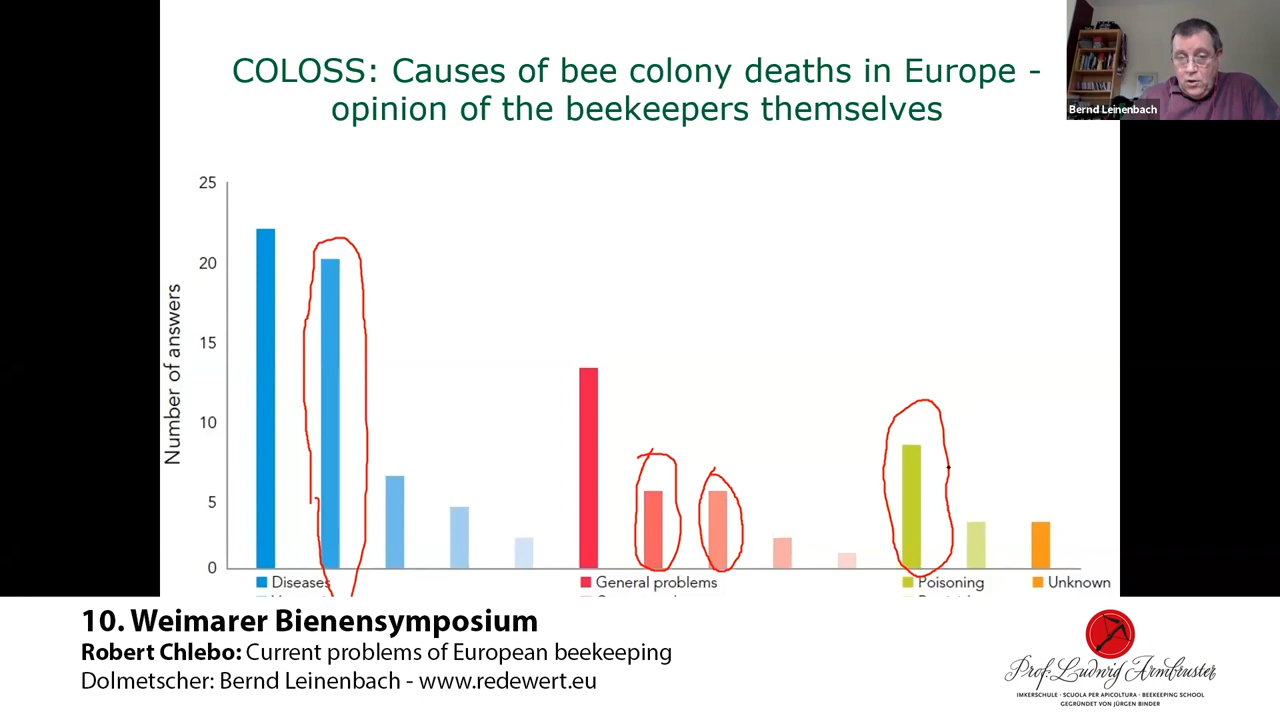 COLOSS: Causes of bee colony deaths in Europe -
opinion of the beekeepers themselves
Bernd Leinenbach
Number of answers
25
20
15
10
5
0
Diseases
General problems
Poisoning
Unknown
10. Weimarer Bienensymposium
Robert Chlebo: Current problems of European beekeeping
Dolmetscher: Bernd Leinenbach - www.redewert.eu
Prof. Ludwig Armbruster
IMKERSCHULE · SCUOLA PER APICOLTURA · BEEKEEPING SCHOOL
GEGRÜNDET VON JÜRGEN BINDER